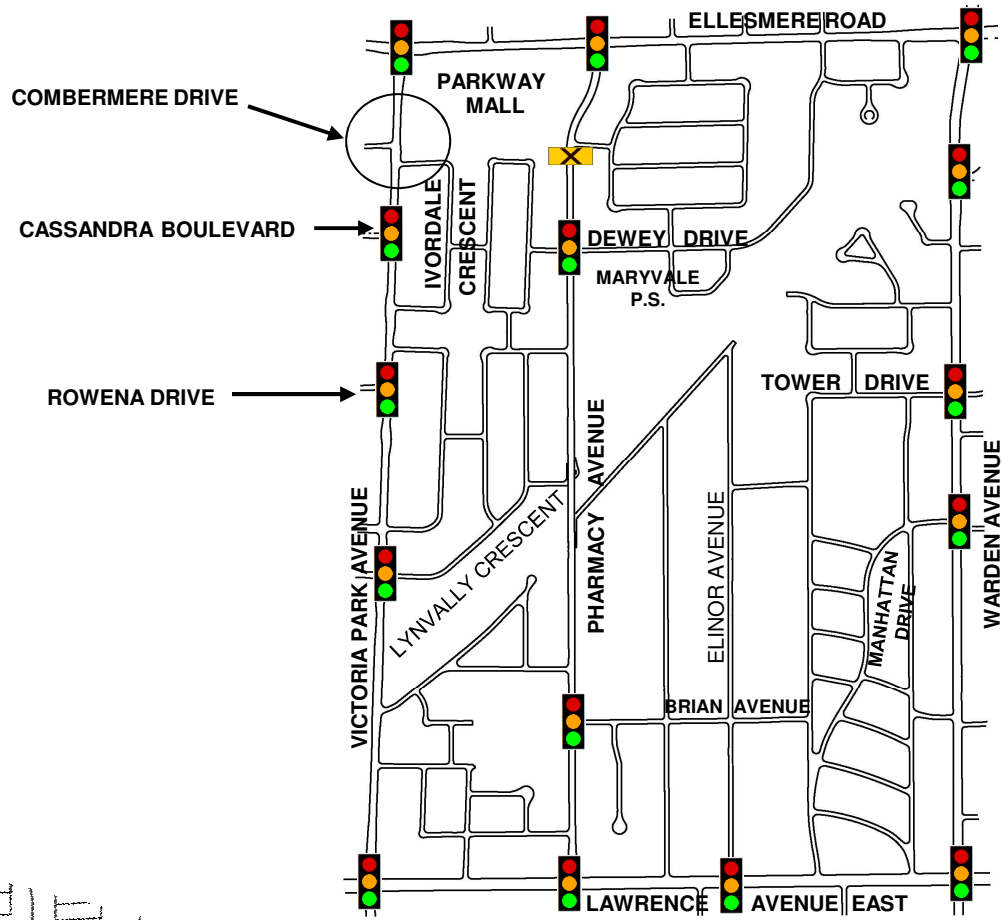 ELLESMERE ROAD
COMBERMERE DRIVE
PARKWAY
MALL
CASSANDRA BOULEVARD
IVORDALE
CRESCENT
DEWEY DRIVE
MARYVALE
P.S.
ROWENA DRIVE
TOWER DRIVE
VICTORIA PARK AVENUE
LYNVALLY CRESCENT
PHARMACY AVENUE
ELINOR AVENUE
MANHATTAN
DRIVE
WARDEN AVENUE
BRIAN AVENUE
LAWRENCE AVENUE EAST